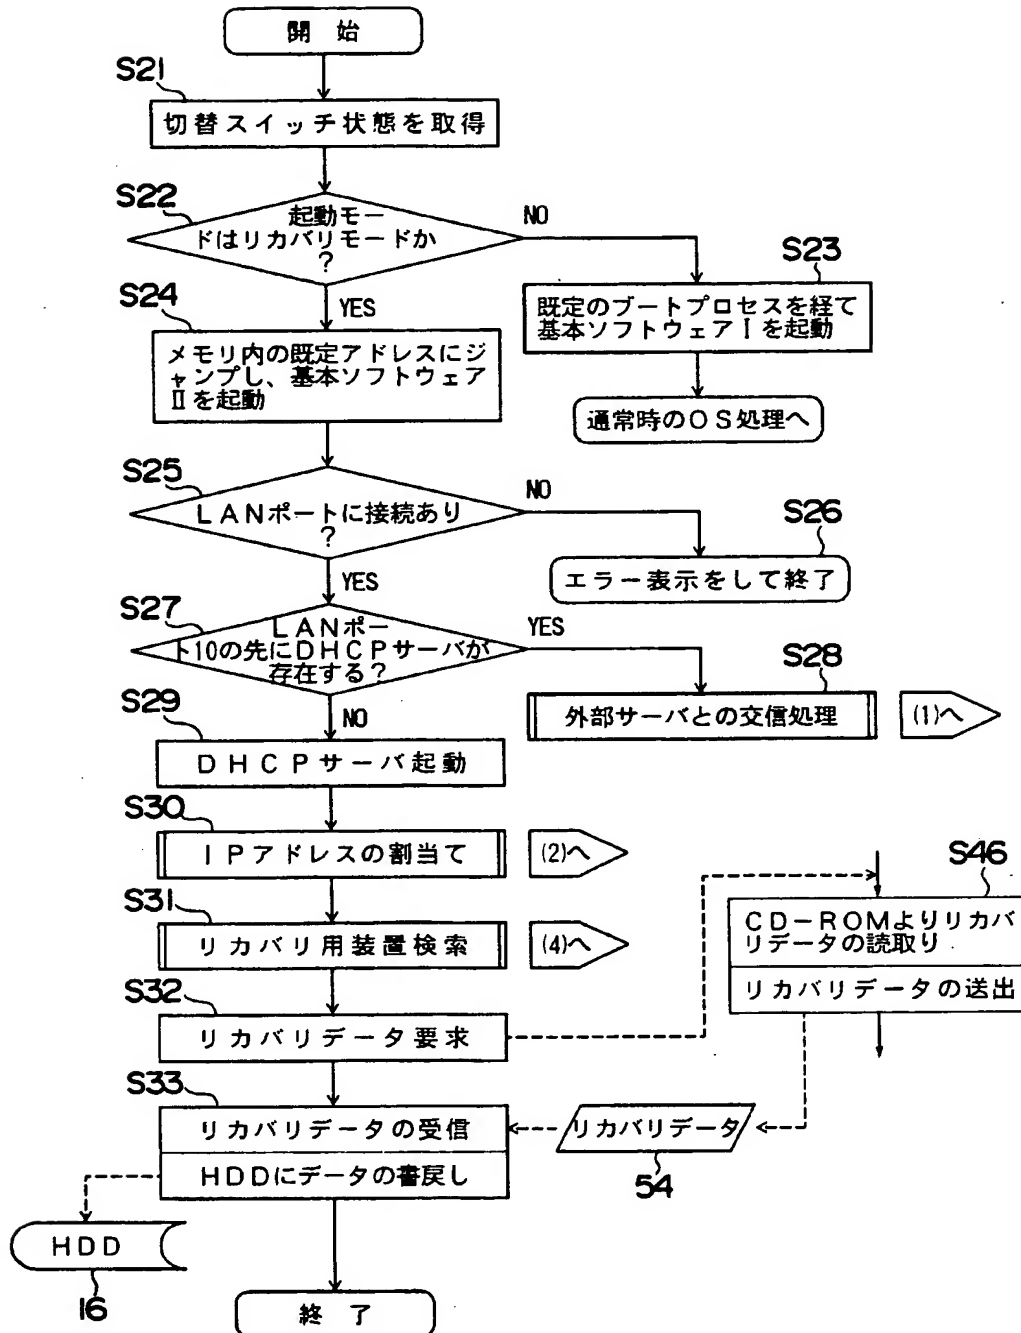 開始
S21
切替スイッチ状態を取得
S22
起動モー
ドはリカバリモードか
?
NO
YES
S23
既定のブートプロセスを経て
基本ソフトウェアⅠを起動
通常時のOS処理へ
S24
メモリ内の既定アドレスにジ
ャンプし、基本ソフトウェア
Ⅱを起動
S25
LANポートに接続あり
?
NO
YES
S26
エラー表示をして終了
S27
LANポー
ト10の先にDHCPサーバが
存在する?
YES
NO
S28
外部サーバとの交信処理
(1)へ
S29
DHCPサーバ起動
S30
IPアドレスの割当て
(2)へ
S31
リカバリ用装置検索
(4)へ
S46
CD-ROMよりリカバ
リデータの読取り
リカバリデータの送出
S32
リカバリデータ要求
S33
リカバリデータの受信
HDDにデータの書戻し
リカバリデータ
54
HDD
16
終了